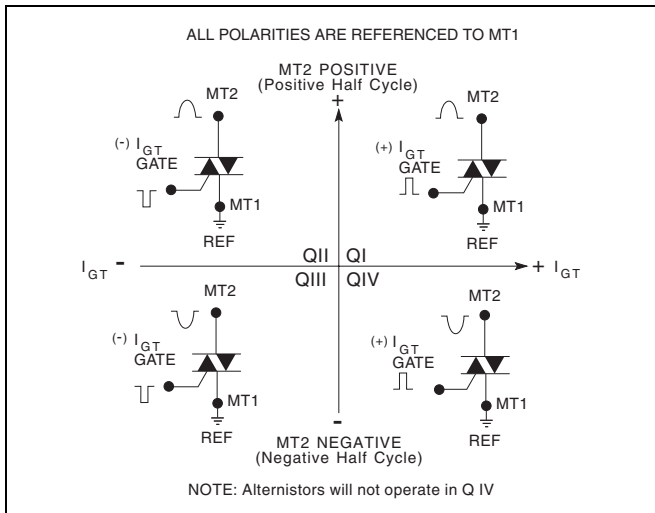 ALL POLARITIES ARE REFERENCED TO MT1
MT2 POSITIVE
(Positive Half Cycle)
+
MT2
(-) IGT
GATE
MT1
REF
MT2
(+) IGT
GATE
MT1
REF
QII QI
IGT -
+ IGT
QIII QIV
MT2
(-) IGT
GATE
MT1
REF
MT2
(+) IGT
GATE
MT1
REF
-
MT2 NEGATIVE
(Negative Half Cycle)
NOTE: Alternistors will not operate in Q IV